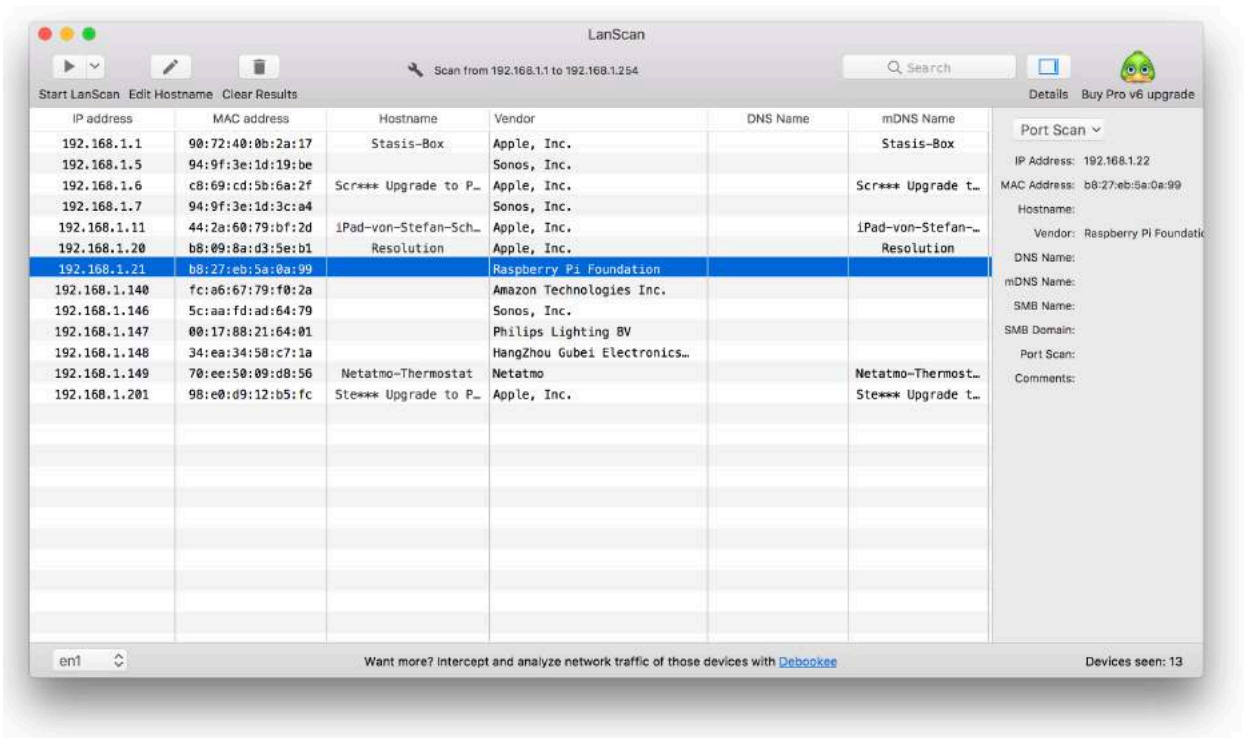 LanScan
Scan from 192.168.1.1 to 192.168.1.254
Search
Start LanScan Edit Hostname Clear Results
Details Buy Pro v6 upgrade
IP address MAC address Hostname Vendor DNS Name mDNS Name
192.168.1.1 90:72:40:0b:2a:17 Stasis-Box Apple, Inc. Stasis-Box
192.168.1.5 94:9f:3e:1d:19:be Sonos, Inc.
192.168.1.6 c8:69:cd:5b:6a:2f Scr*** Upgrade to P… Apple, Inc. Scr*** Upgrade t…
192.168.1.7 94:9f:3e:1d:3c:a4 Sonos, Inc.
192.168.1.11 44:2a:60:79:bf:2d iPad-von-Stefan-Sch… Apple, Inc. iPad-von-Stefan-…
192.168.1.20 b8:09:8a:d3:5e:b1 Resolution Apple, Inc. Resolution
192.168.1.21 b8:27:eb:5a:0a:99 Raspberry Pi Foundation
192.168.1.140 fc:a6:67:79:f0:2a Amazon Technologies Inc.
192.168.1.146 5c:aa:fd:ad:64:79 Sonos, Inc.
192.168.1.147 00:17:88:21:64:01 Philips Lighting BV
192.168.1.148 34:ea:34:58:c7:1a HangZhou Gubei Electronics…
192.168.1.149 70:ee:50:09:d8:56 Netatmo-Thermostat Netatmo Netatmo-Thermost…
192.168.1.201 98:e0:d9:12:b5:fc Ste*** Upgrade to P… Apple, Inc. Ste*** Upgrade t…
Port Scan
IP Address: 192.168.1.22
MAC Address: b8:27:eb:5a:0a:99
Hostname:
Vendor: Raspberry Pi Foundatio
DNS Name:
mDNS Name:
SMB Name:
SMB Domain:
Port Scan:
Comments:
en1
Want more? Intercept and analyze network traffic of those devices with Debookee
Devices seen: 13